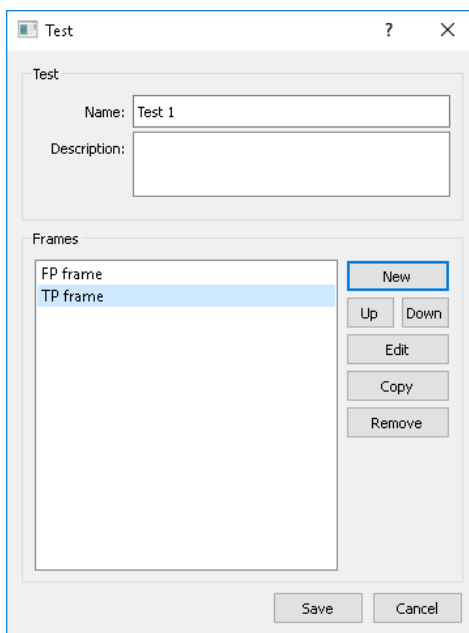 Test
?
Test
Name: Test 1
Description:
Frames
FP frame
TP frame
New
Up Down
Edit
Copy
Remove
Save Cancel